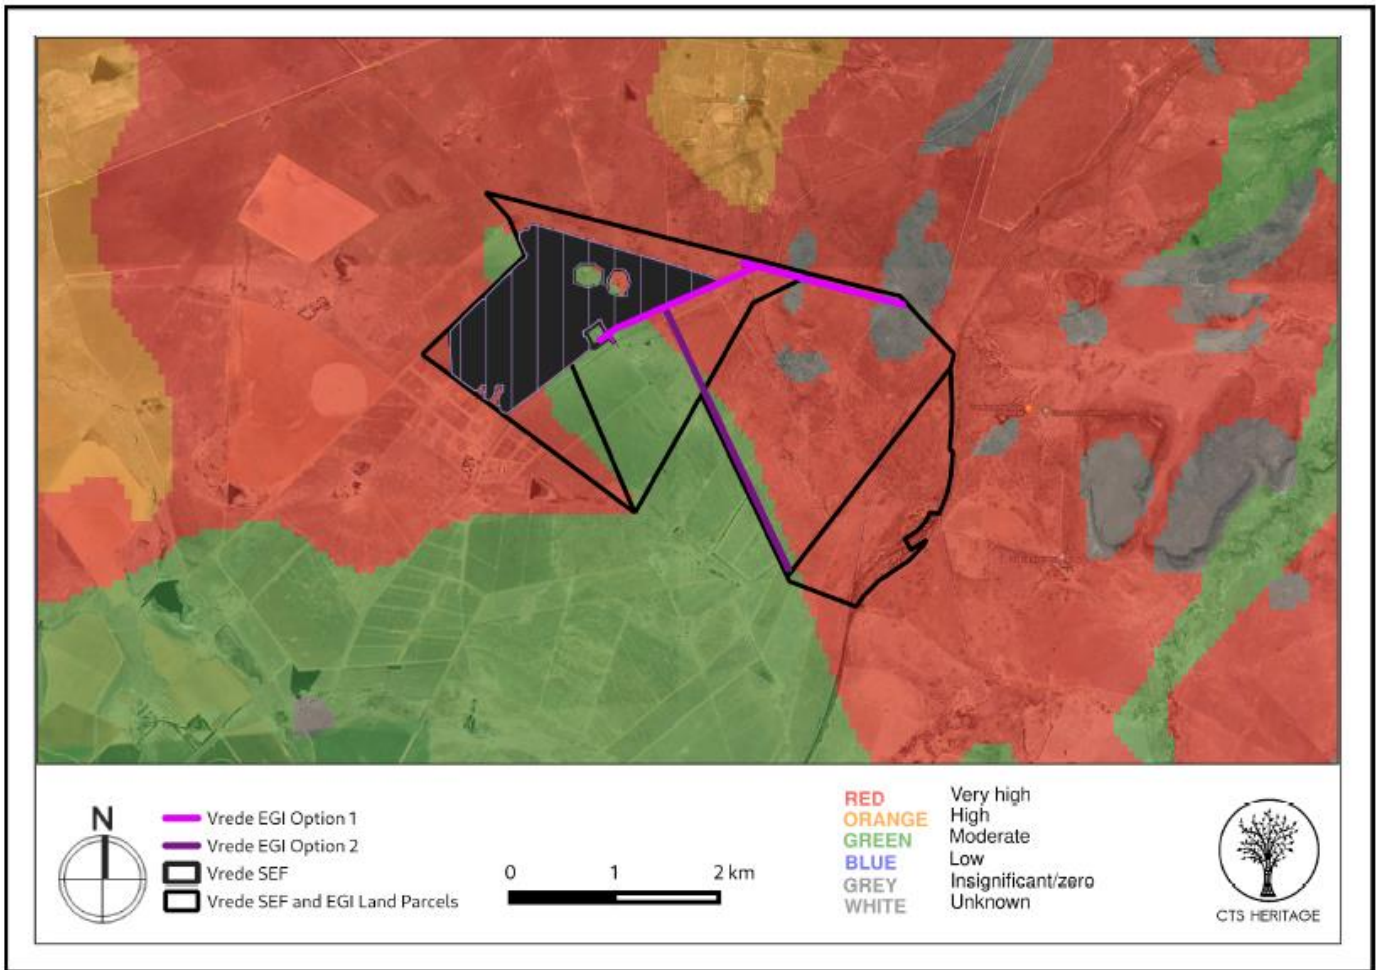 N
Vrede EGI Option 1
Vrede EGI Option 2
Vrede SEF
Vrede SEF and EGI Land Parcels
0 1 2 km
RED Very high
ORANGE High
GREEN Moderate
BLUE Low
GREY Insignificant/zero
WHITE Unknown
CTS HERITAGE